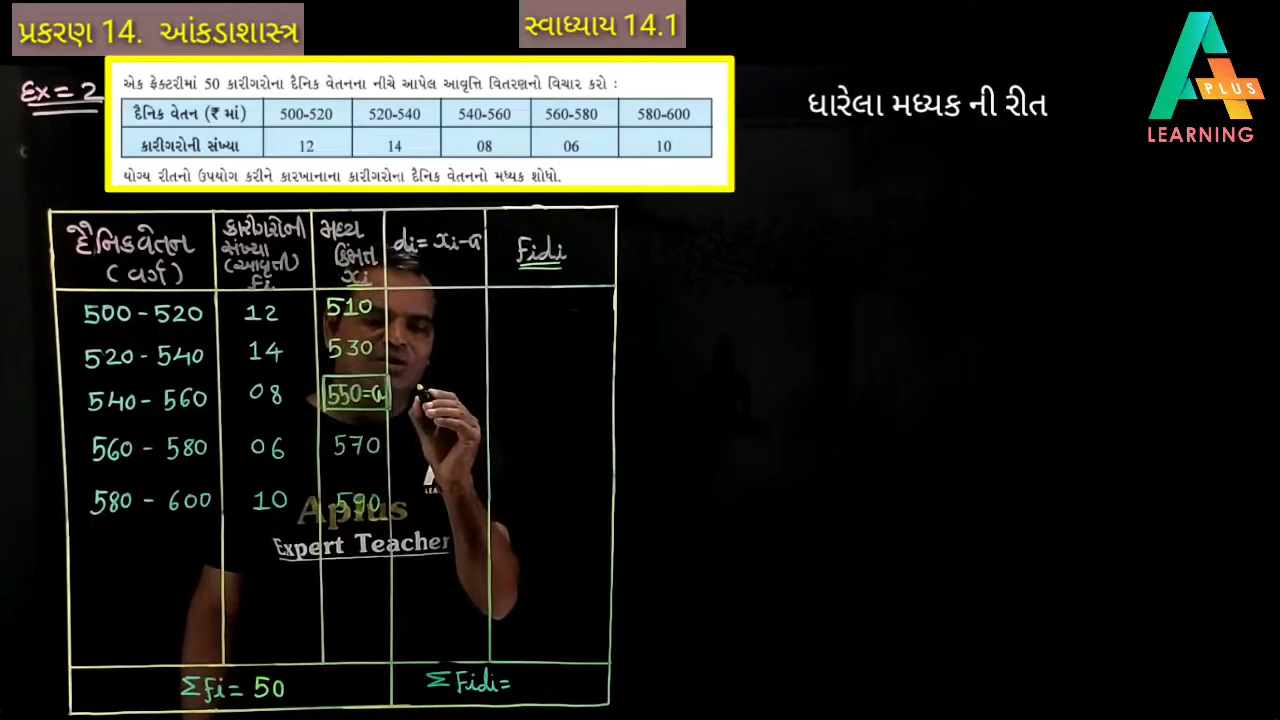 પ્રકરણ 14. આંકડાશાસ્ત્ર
સ્વાધ્યાય 14.1
Ex = 2
એક ફેક્ટરીમાં 50 કારીગરોના દૈનિક વેતનના નીચે આપેલ આવૃત્તિ વિતરણનો વિચાર કરો :
દૈનિક વેતન (₹ માં) 500-520 520-540 540-560 560-580 580-600
કારીગરોની સંખ્યા 12 14 08 06 10
યોગ્ય રીતનો ઉપયોગ કરીને કારખાનાના કારીગરોના દૈનિક વેતનનો મધ્યક શોધો.
ધારેલા મધ્યક ની રીત
A
PLUS
LEARNING
દૈનિક વેતન
(વર્ગ)
કારીગરોની
સંખ્યા
(આવૃત્તી)
fi
મધ્ય
કિંમત
xi
di = xi - a
Fidi
500 - 520 12 510
520 - 540 14 530
540 - 560 08 550=a
560 - 580 06 570
580 - 600 10 590
Aplus
Expert Teacher
Σfi = 50
ΣFidi=